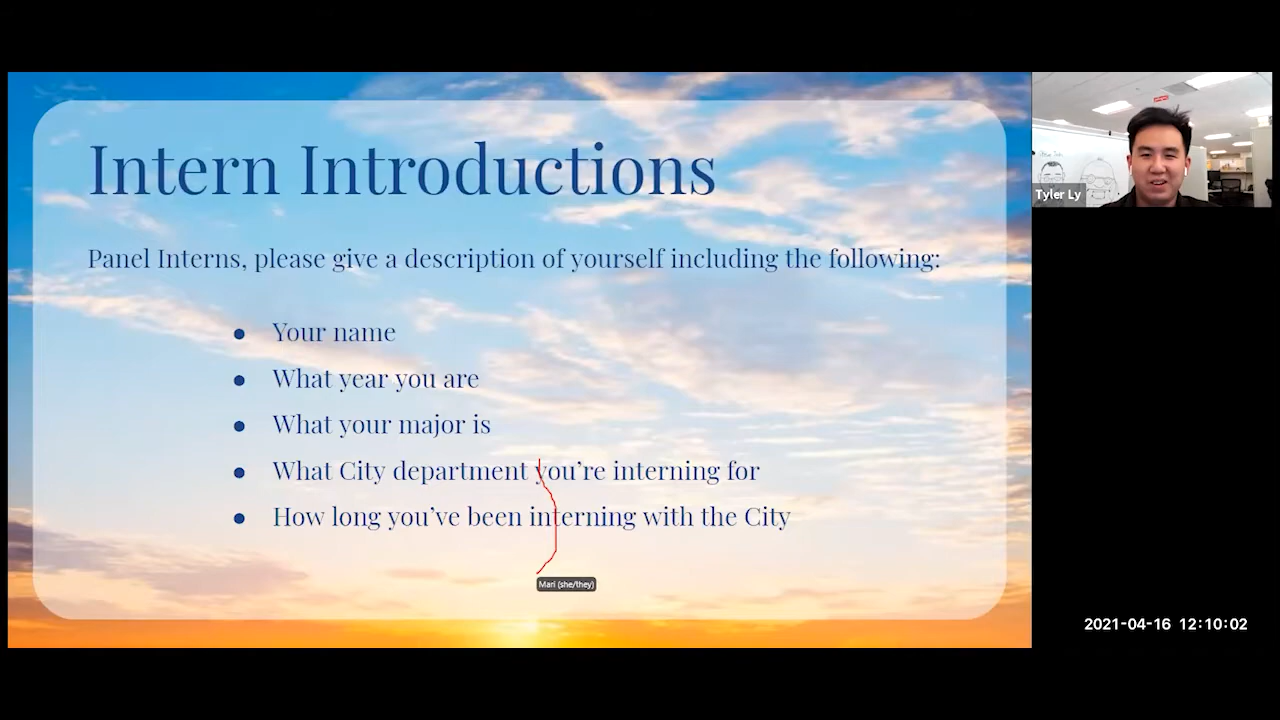 Intern Introductions
Panel Interns, please give a description of yourself including the following:
● Your name
● What year you are
● What your major is
● What City department you’re interning for
● How long you’ve been interning with the City
Mari (she/they)
Tyler Ly
2021-04-16 12:10:02